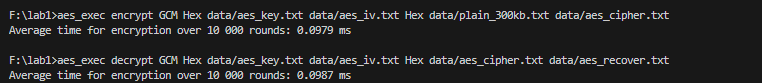 F:\lab1>aes_exec encrypt GCM Hex data/aes_key.txt data/aes_iv.txt Hex data/plain_300kb.txt data/aes_cipher.txt
Average time for encryption over 10 000 rounds: 0.0979 ms
F:\lab1>aes_exec decrypt GCM Hex data/aes_key.txt data/aes_iv.txt Hex data/aes_cipher.txt data/aes_recover.txt
Average time for encryption over 10 000 rounds: 0.0987 ms